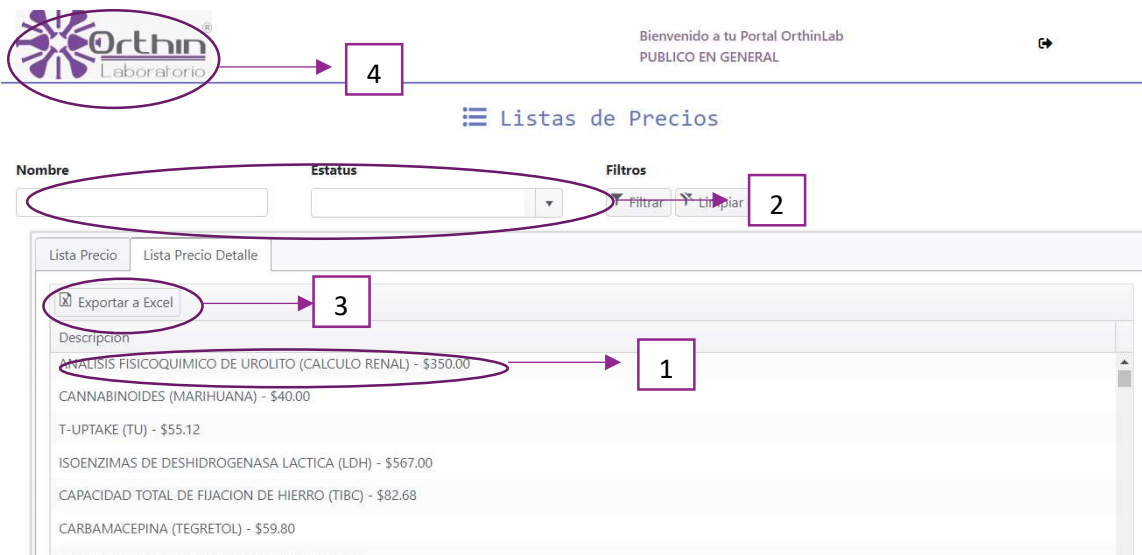 Orthin®
Laboratorio
4
Bienvenido a tu Portal OrthinLab
PUBLICO EN GENERAL
Listas de Precios
Nombre
Estatus
Filtros
Filtrar
Limpiar
2
Lista Precio
Lista Precio Detalle
Exportar a Excel
3
Descripción
ANALISIS FISICOQUIMICO DE UROLITO (CALCULO RENAL) - $350.00
1
CANNABINOIDES (MARIHUANA) - $40.00
T-UPTAKE (TU) - $55.12
ISOENZIMAS DE DESHIDROGENASA LACTICA (LDH) - $567.00
CAPACIDAD TOTAL DE FIJACION DE HIERRO (TIBC) - $82.68
CARBAMACEPINA (TEGRETOL) - $59.80